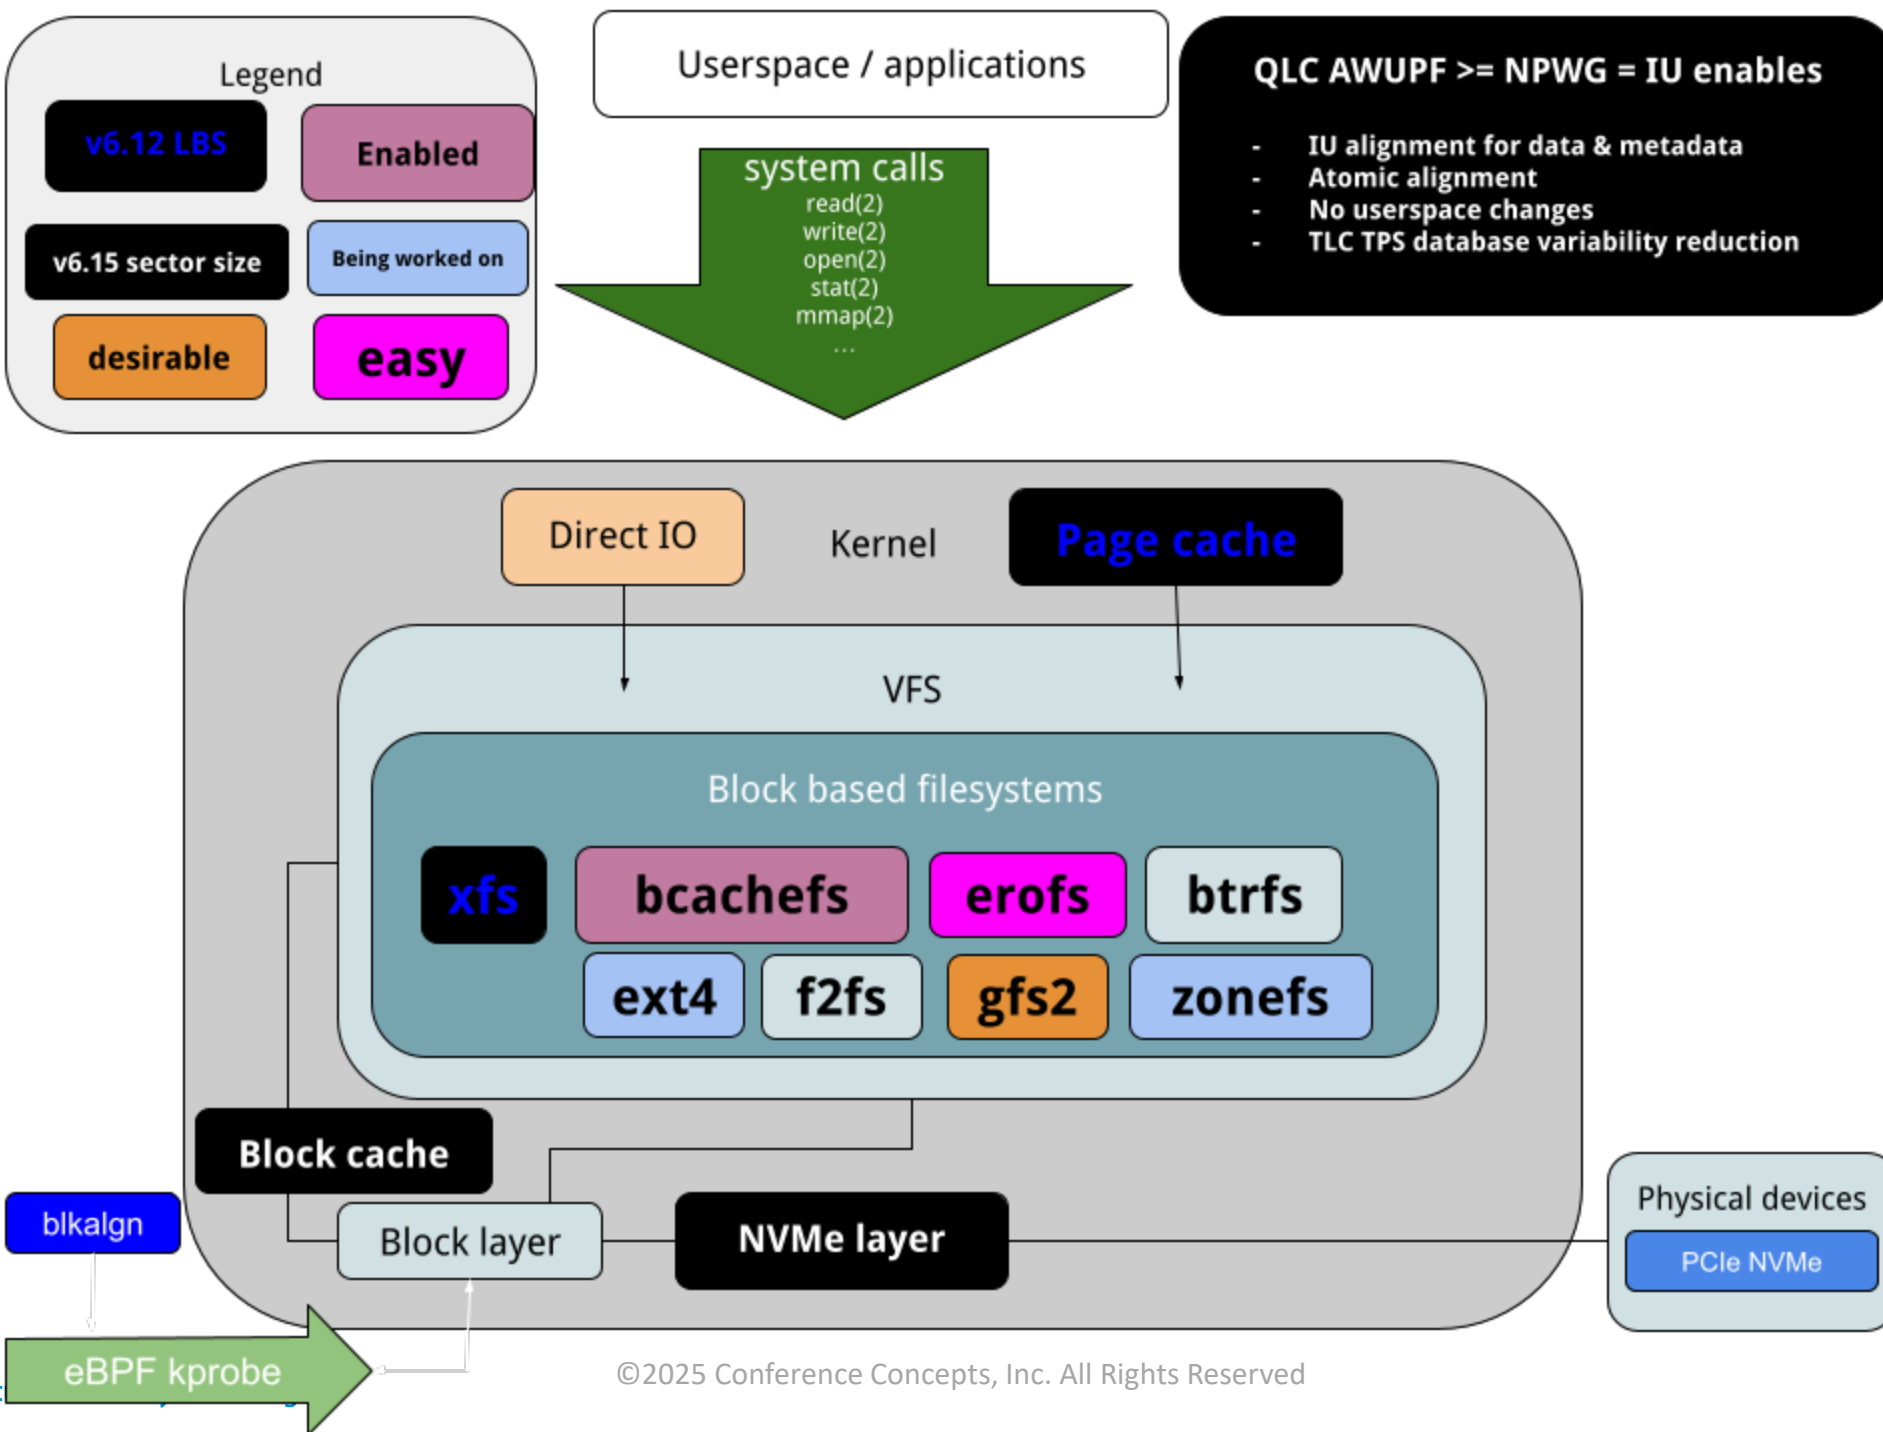 Legend
v6.12 LBS
Enabled
v6.15 sector size
Being worked on
desirable
easy
Userspace / applications
system calls
read(2)
write(2)
open(2)
stat(2)
mmap(2)
...
QLC AWUPF >= NPWG = IU enables
- IU alignment for data & metadata
- Atomic alignment
- No userspace changes
- TLC TPS database variability reduction
Direct IO
Kernel
Page cache
VFS
Block based filesystems
xfs
bcachefs
erofs
btrfs
ext4
f2fs
gfs2
zonefs
Block cache
blkalgn
Block layer
NVMe layer
Physical devices
PCIe NVMe
eBPF kprobe
©2025 Conference Concepts, Inc. All Rights Reserved